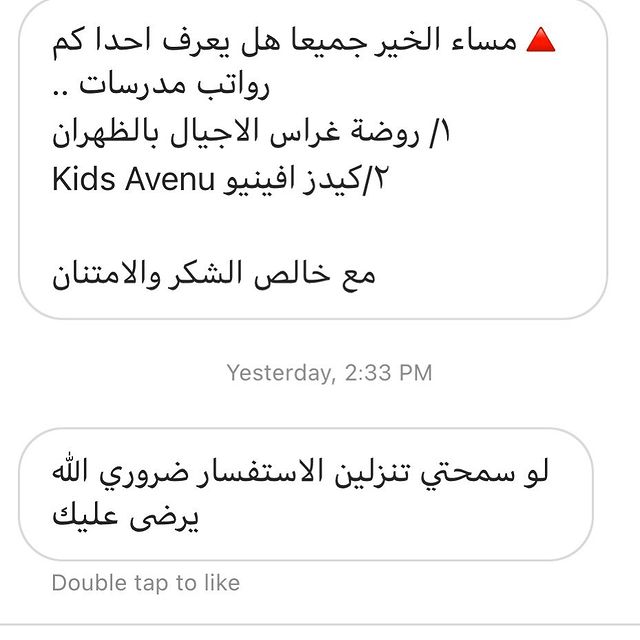 🔺 مساء الخير جميعا هل يعرف احدا كم
رواتب مدرسات ..
١/ روضة غراس الاجيال بالظهران
٢/كيدز افينيو Kids Avenu
مع خالص الشكر والامتنان
Yesterday, 2:33 PM
لو سمحتي تنزلين الاستفسار ضروري الله
يرضى عليك
Double tap to like